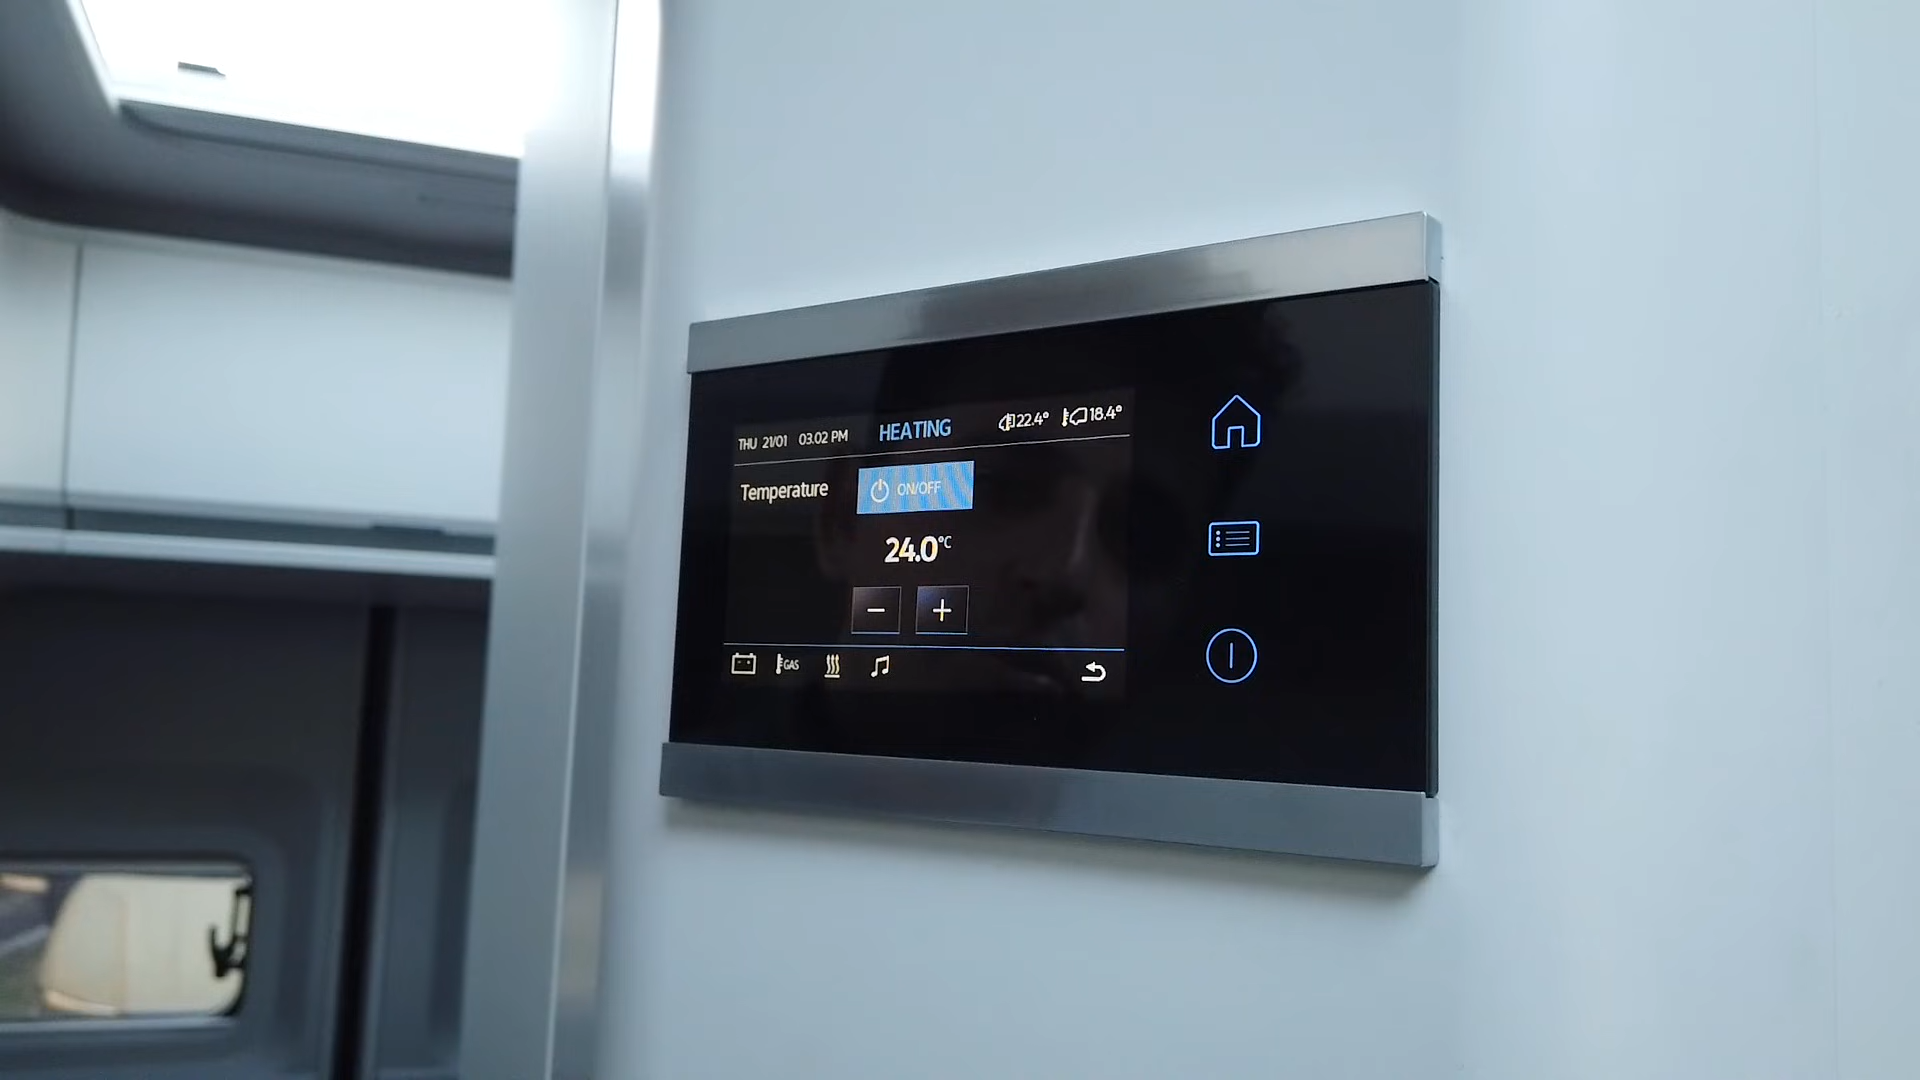 THU 21/01 03.02 PM HEATING 22.4° 18.4°
Temperature ON/OFF
24.0°C
− +
GAS